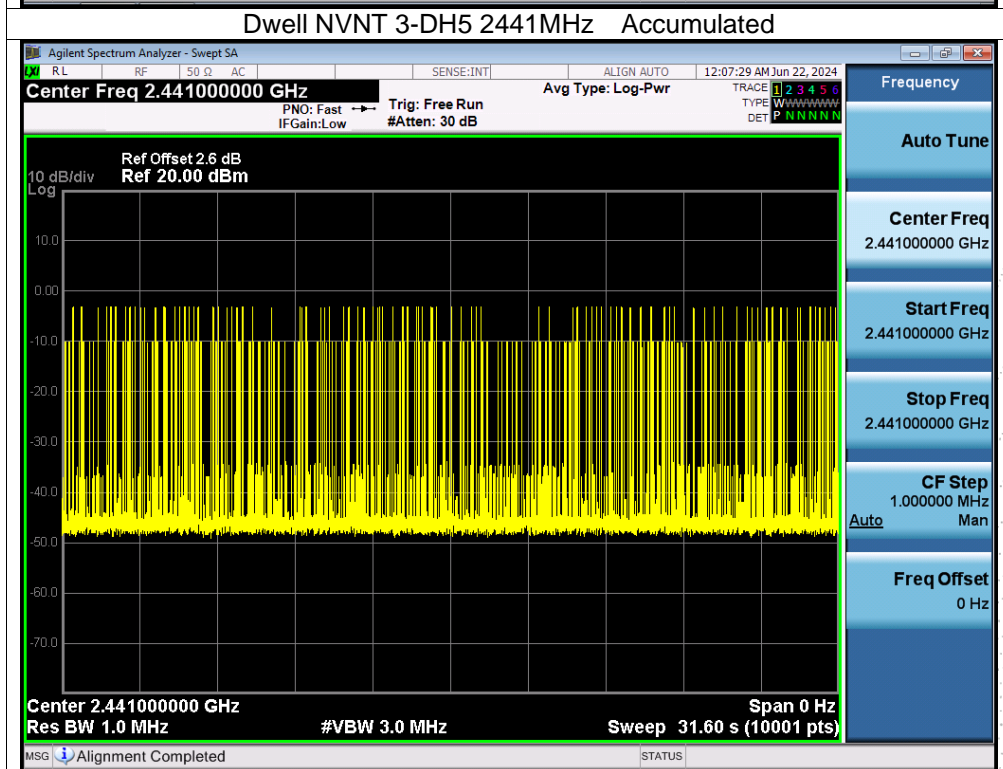 Dwell NVNT 3-DH5 2441MHz Accumulated
Agilent Spectrum Analyzer - Swept SA
LXI RL RF 50 Ω AC SENSE:INT ALIGN AUTO 12:07:29 AM Jun 22, 2024
Center Freq 2.441000000 GHz
PNO: Fast
IFGain:Low
Trig: Free Run
#Atten: 30 dB
Avg Type: Log-Pwr
TRACE 1 2 3 4 5 6
TYPE WWWWWWW
DET P N N N N N
Ref Offset 2.6 dB
10 dB/div Ref 20.00 dBm
Log
10.0
0.00
-10.0
-20.0
-30.0
-40.0
-50.0
-60.0
-70.0
Center 2.441000000 GHz Span 0 Hz
Res BW 1.0 MHz #VBW 3.0 MHz Sweep 31.60 s (10001 pts)
MSG Alignment Completed STATUS
Frequency
Auto Tune
Center Freq
2.441000000 GHz
Start Freq
2.441000000 GHz
Stop Freq
2.441000000 GHz
CF Step
1.000000 MHz
Auto Man
Freq Offset
0 Hz